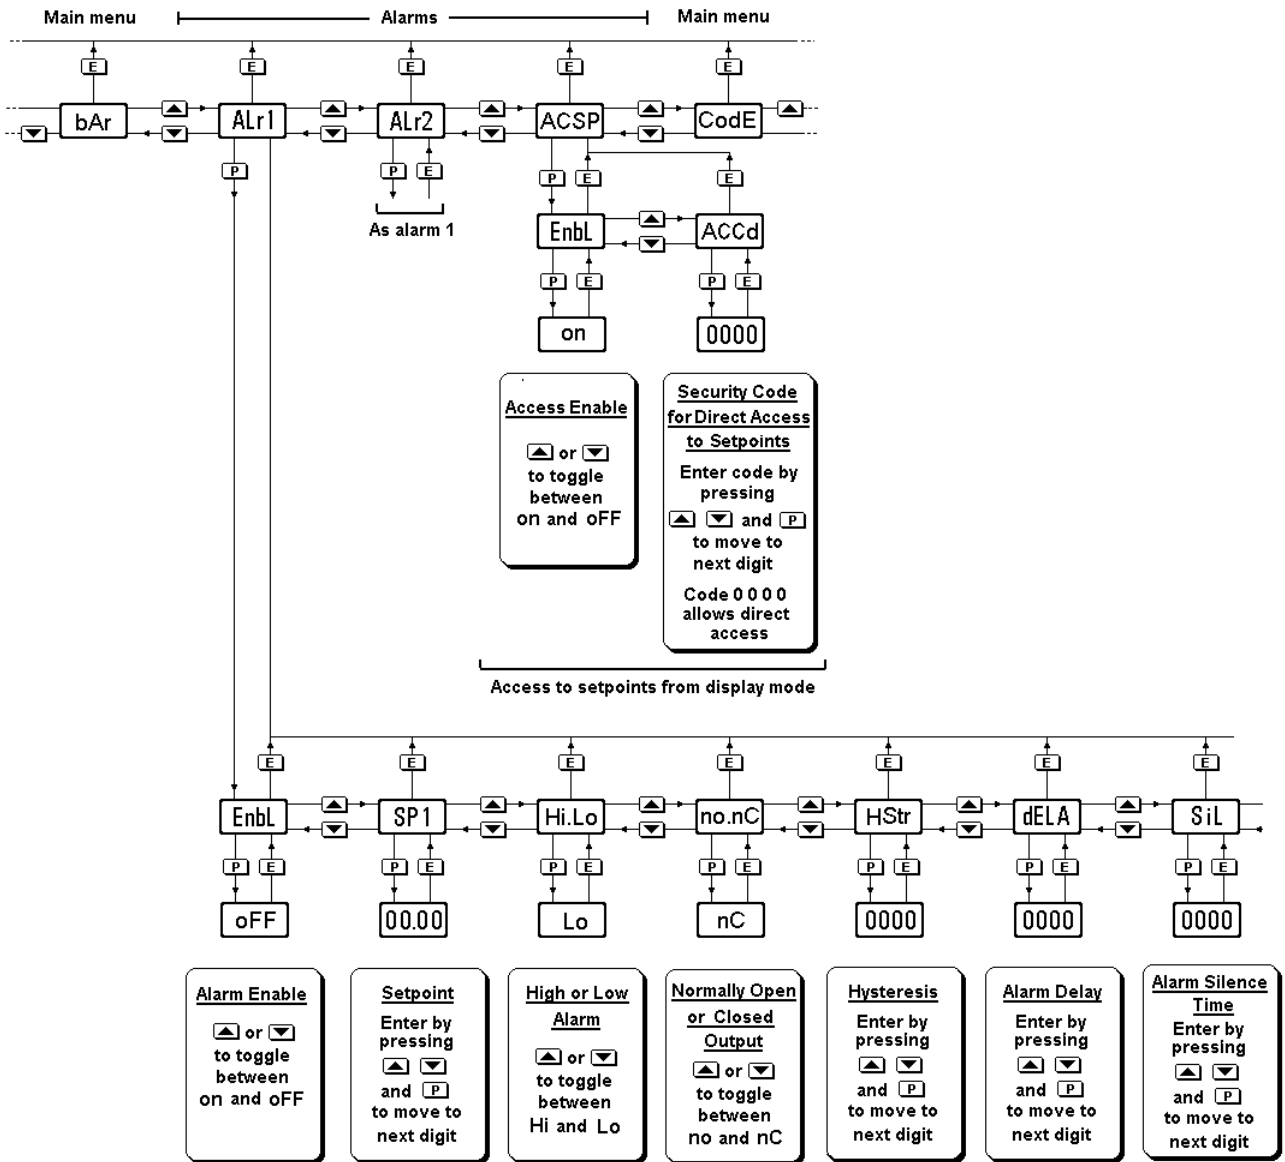 Main menu
Alarms
Main menu
E
E
E
E
E
bAr
ALr1
ALr2
ACSP
CodE
P
P
E
P
E
E
As alarm 1
EnbL
ACCd
P
E
P
E
on
0000
Access Enable
or
to toggle
between
on and oFF
Security Code
for Direct Access
to Setpoints
Enter code by
pressing
and P
to move to
next digit
Code 0 0 0 0
allows direct
access
Access to setpoints from display mode
E
E
E
E
E
E
E
EnbL
SP1
Hi.Lo
no.nC
HStr
dELA
SiL
P
E
P
E
P
E
P
E
P
E
P
E
P
E
oFF
00.00
Lo
nC
0000
0000
0000
Alarm Enable
or
to toggle
between
on and oFF
Setpoint
Enter by
pressing
and P
to move to
next digit
High or Low
Alarm
or
to toggle
between
Hi and Lo
Normally Open
or Closed
Output
or
to toggle
between
no and nC
Hysteresis
Enter by
pressing
and P
to move to
next digit
Alarm Delay
Enter by
pressing
and P
to move to
next digit
Alarm Silence
Time
Enter by
pressing
and P
to move to
next digit